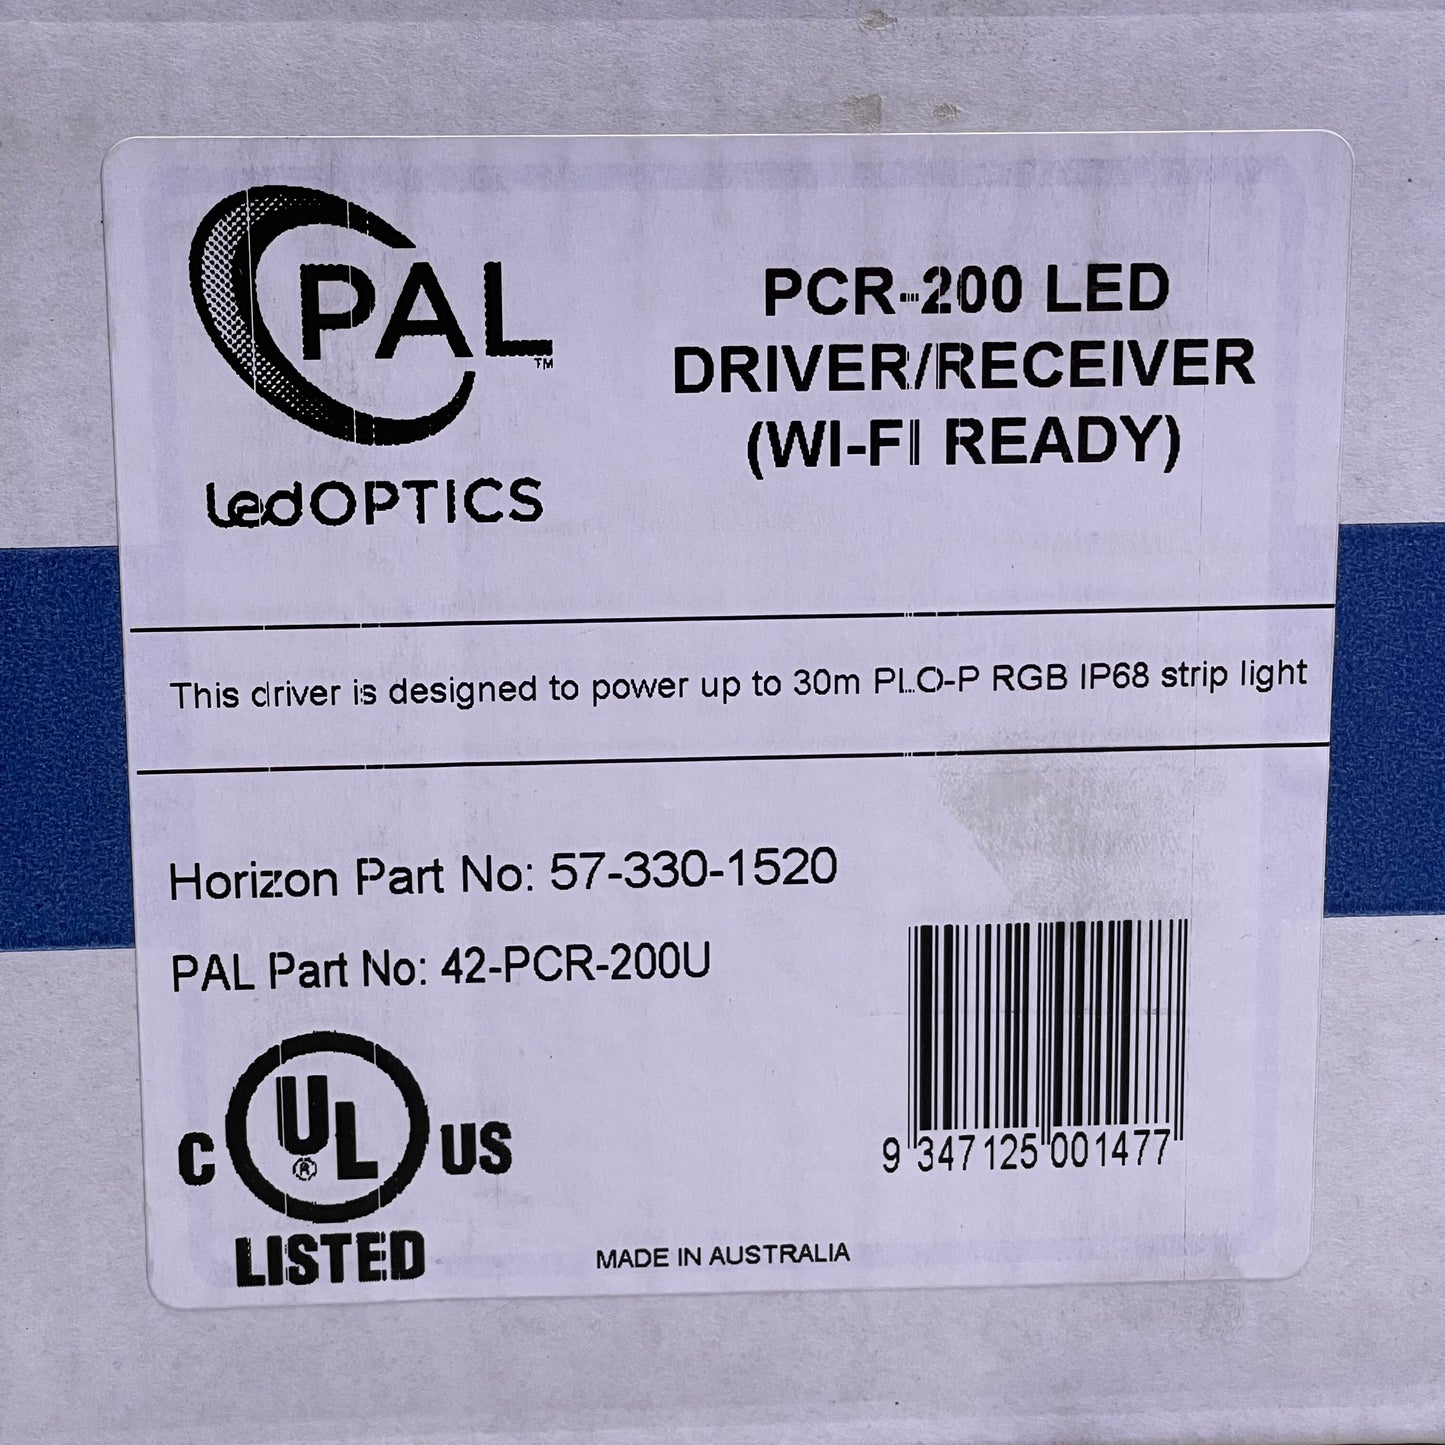 PAL™
LedOPTICS
PCR-200 LED
DRIVER/RECEIVER
(WI-FI READY)
This driver is designed to power up to 30m PLO-P RGB IP68 strip light
Horizon Part No: 57-330-1520
PAL Part No: 42-PCR-200U
C UL® US
LISTED
MADE IN AUSTRALIA
9 347125 001477